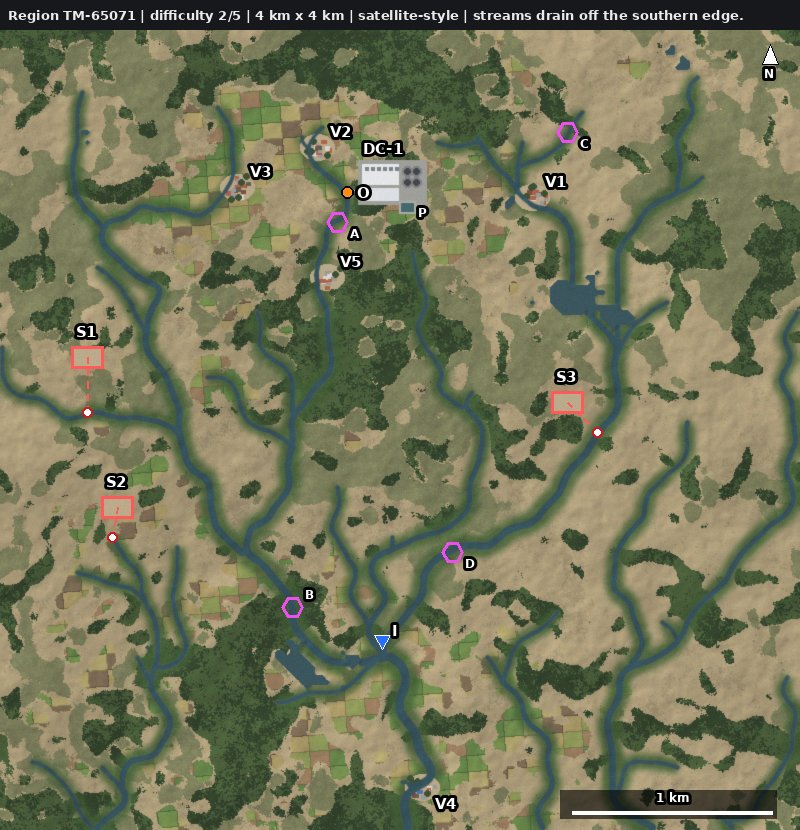 Region TM-65071 | difficulty 2/5 | 4 km x 4 km | satellite-style | streams drain off the southern edge.
N
V2
C
DC-1
V3
V1
O
P
A
V5
S1
S3
S2
D
B
I
1 km
V4